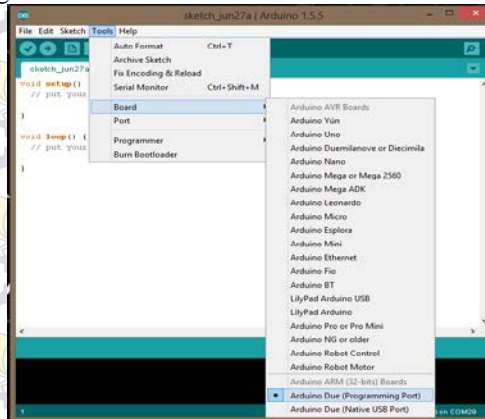 sketch_jun27a | Arduino 1.5.5
File Edit Sketch Tools Help
sketch_jun27a
void setup()
// put your
}
void loop() {
// put your
}
Auto Format Ctrl+T
Archive Sketch
Fix Encoding & Reload
Serial Monitor Ctrl+Shift+M
Board
Port
Programmer
Burn Bootloader
Arduino AVR Boards
Arduino Yún
Arduino Uno
Arduino Duemilanove or Diecimila
Arduino Nano
Arduino Mega or Mega 2560
Arduino Mega ADK
Arduino Leonardo
Arduino Micro
Arduino Esplora
Arduino Mini
Arduino Ethernet
Arduino Fio
Arduino BT
LilyPad Arduino USB
LilyPad Arduino
Arduino Pro or Pro Mini
Arduino NG or older
Arduino Robot Control
Arduino Robot Motor
Arduino ARM (32-bits) Boards
Arduino Due (Programming Port)
Arduino Due (Native USB Port)
1
on COM29